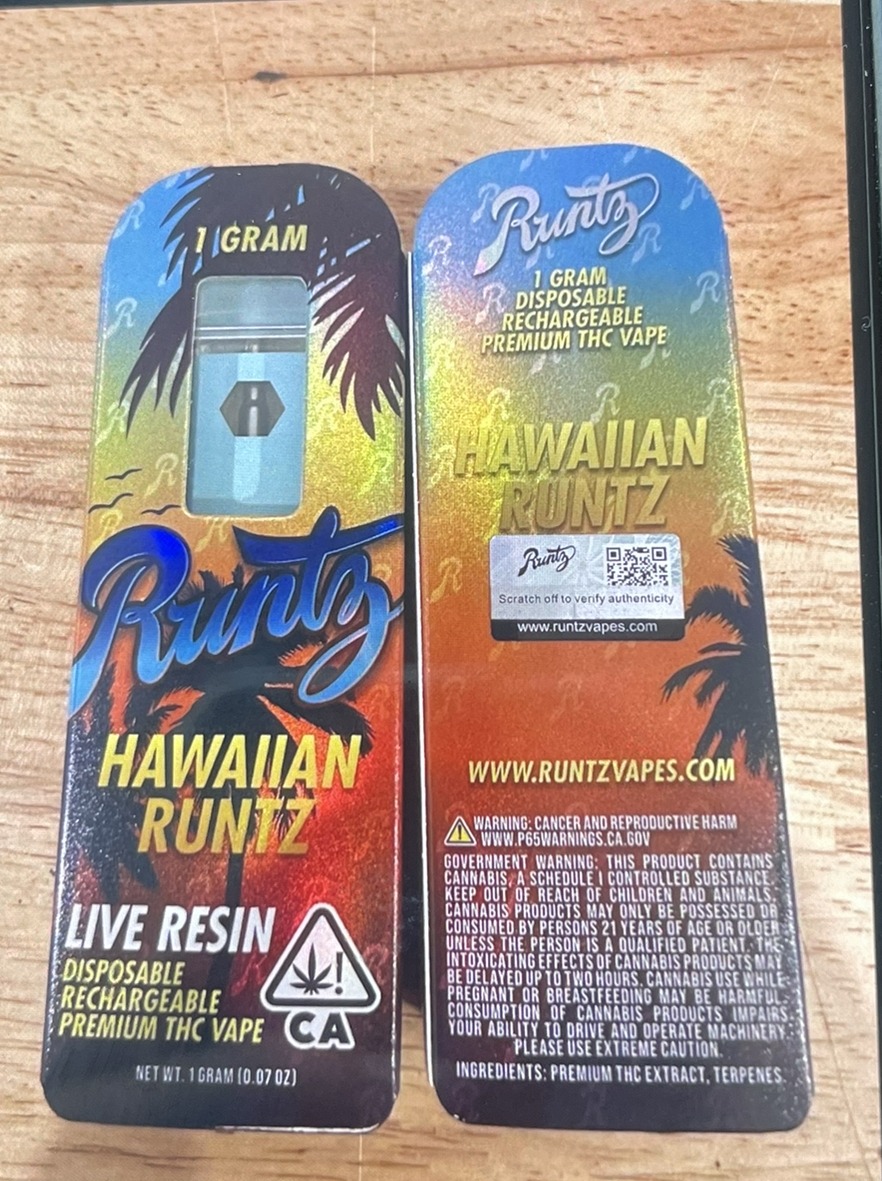 1 GRAM
Runtz
HAWAIIAN
RUNTZ
LIVE RESIN
DISPOSABLE
RECHARGEABLE
PREMIUM THC VAPE
CA
NET WT. 1 GRAM (0.07 OZ)
Runtz
1 GRAM
DISPOSABLE
RECHARGEABLE
PREMIUM THC VAPE
HAWAIIAN
RUNTZ
Runtz
Scratch off to verify authenticity
www.runtzvapes.com
WWW.RUNTZVAPES.COM
WARNING: CANCER AND REPRODUCTIVE HARM
WWW.P65WARNINGS.CA.GOV
GOVERNMENT WARNING: THIS PRODUCT CONTAINS
CANNABIS, A SCHEDULE I CONTROLLED SUBSTANCE.
KEEP OUT OF REACH OF CHILDREN AND ANIMALS.
CANNABIS PRODUCTS MAY ONLY BE POSSESSED OR
CONSUMED BY PERSONS 21 YEARS OF AGE OR OLDER
UNLESS THE PERSON IS A QUALIFIED PATIENT. THE
INTOXICATING EFFECTS OF CANNABIS PRODUCTS MAY
BE DELAYED UP TO TWO HOURS. CANNABIS USE WHILE
PREGNANT OR BREASTFEEDING MAY BE HARMFUL.
CONSUMPTION OF CANNABIS PRODUCTS IMPAIRS
YOUR ABILITY TO DRIVE AND OPERATE MACHINERY.
PLEASE USE EXTREME CAUTION.
INGREDIENTS: PREMIUM THC EXTRACT, TERPENES.